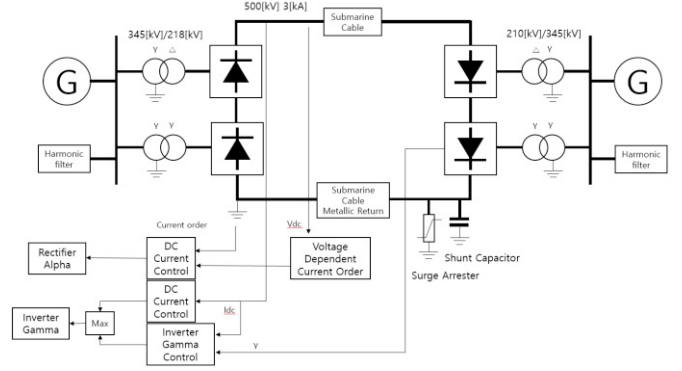 500[kV] 3[kA]
Submarine
Cable
345[kV]/218[kV]
210[kV]/345[kV]
Y △
△ Y
G
G
Y Y
Y Y
Harmonic
filter
Harmonic
filter
Submarine
Cable
Metallic Return
Current order
Vdc
Rectifier
Alpha
DC
Current
Control
Voltage
Dependent
Current Order
Shunt Capacitor
Surge Arrester
DC
Current
Control
Idc
Inverter
Gamma
Max
Inverter
Gamma
Control
γ